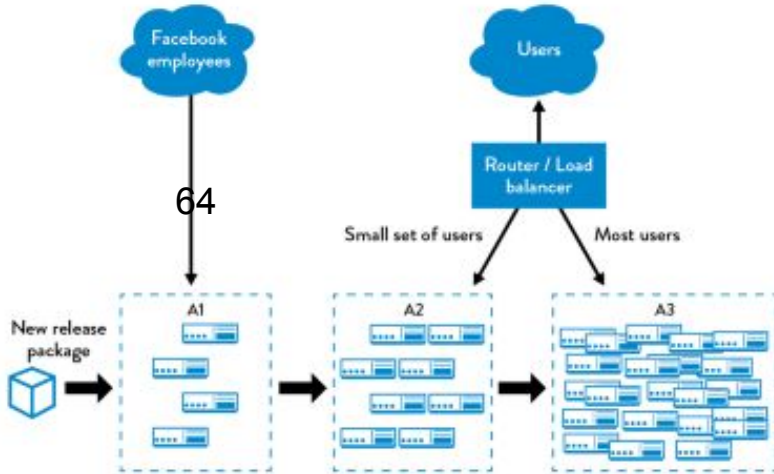 Facebook
employees
Users
Router / Load
balancer
64
Small set of users
Most users
A1
A2
A3
New release
package